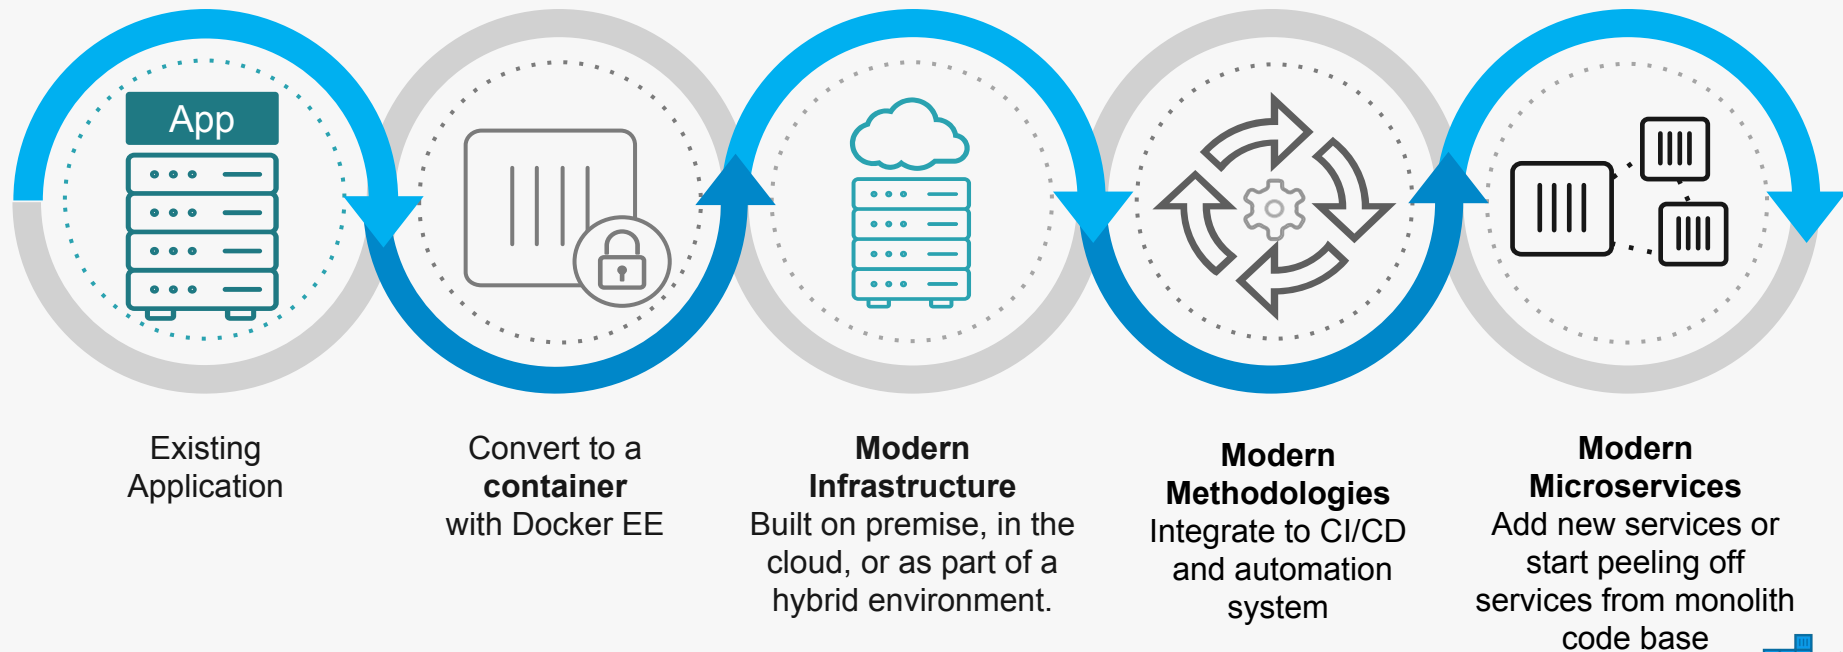 App
Existing
Application
Convert to a
container
with Docker EE
Modern
Infrastructure
Built on premise, in the
cloud, or as part of a
hybrid environment.
Modern
Methodologies
Integrate to CI/CD
and automation
system
Modern
Microservices
Add new services or
start peeling off
services from monolith
code base